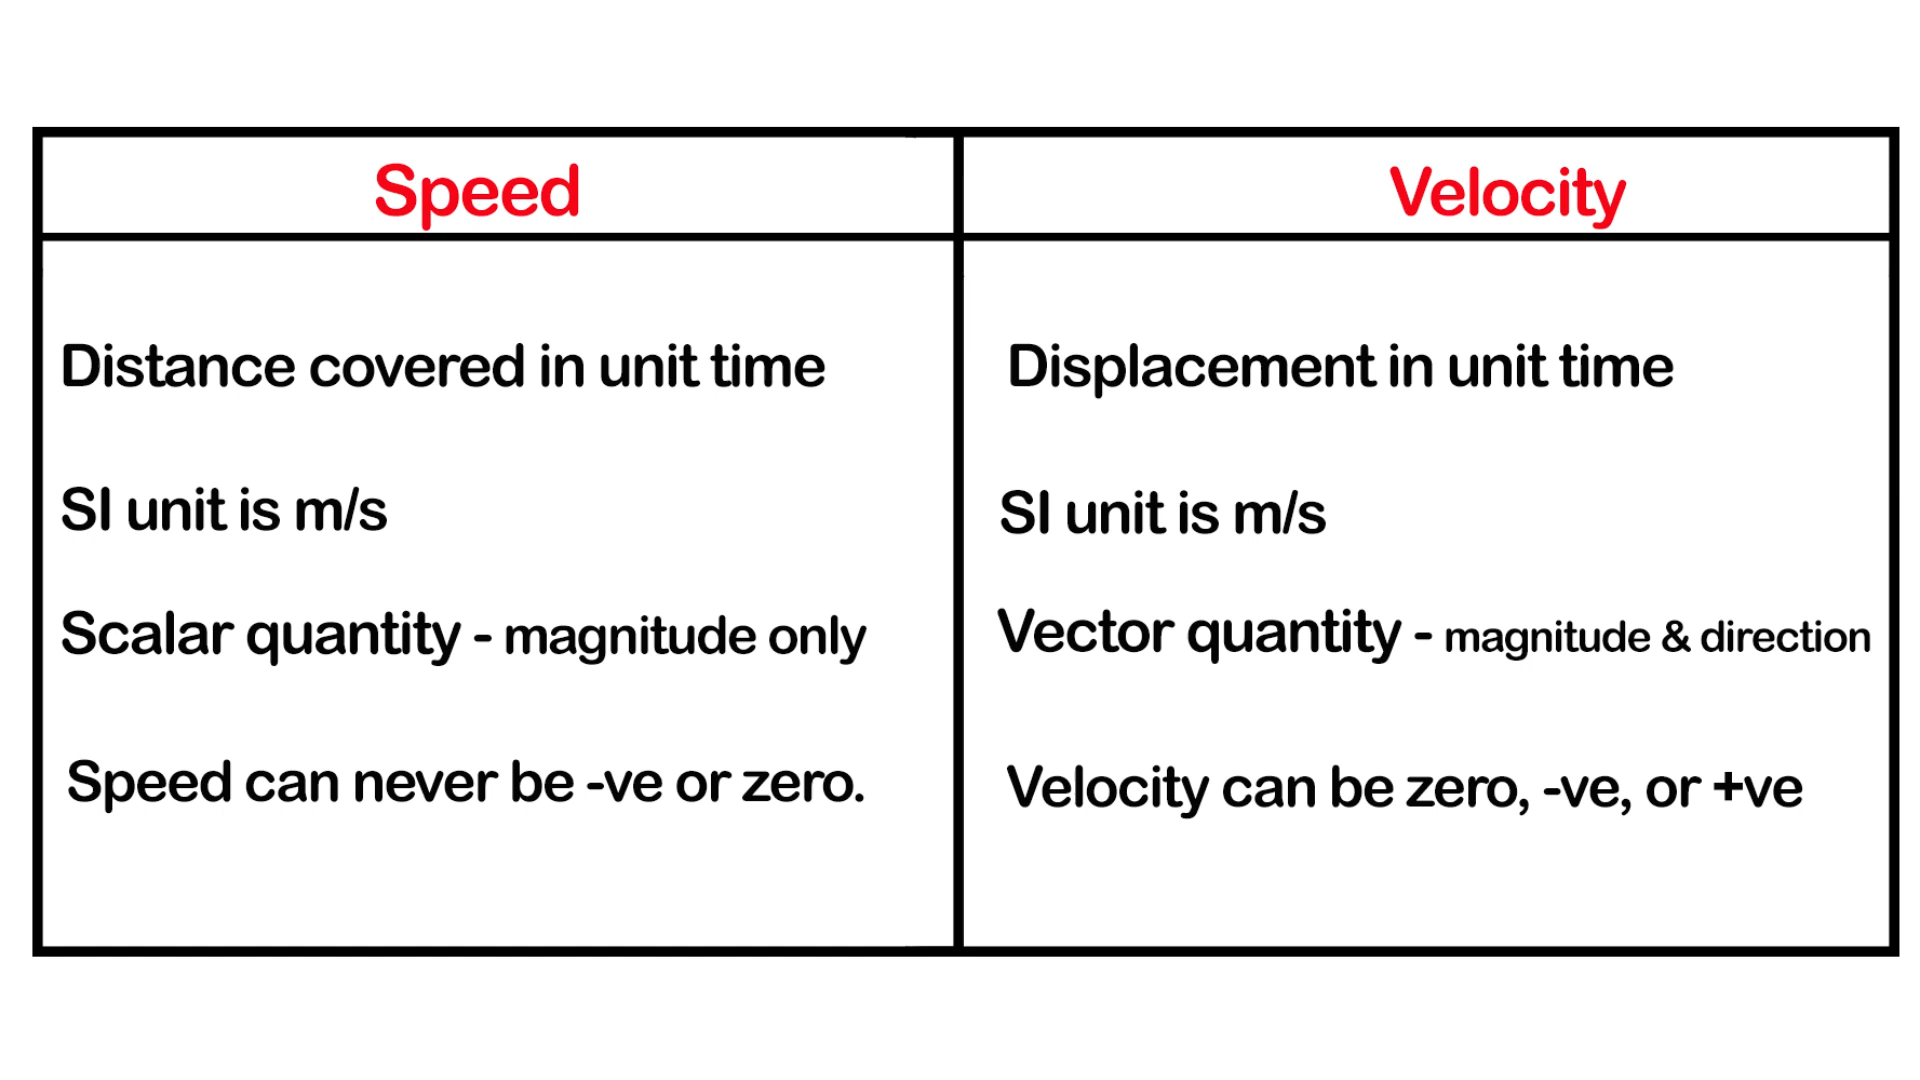 Speed
Velocity
Distance covered in unit time
Displacement in unit time
SI unit is m/s
SI unit is m/s
Scalar quantity - magnitude only
Vector quantity - magnitude & direction
Speed can never be -ve or zero.
Velocity can be zero, -ve, or +ve